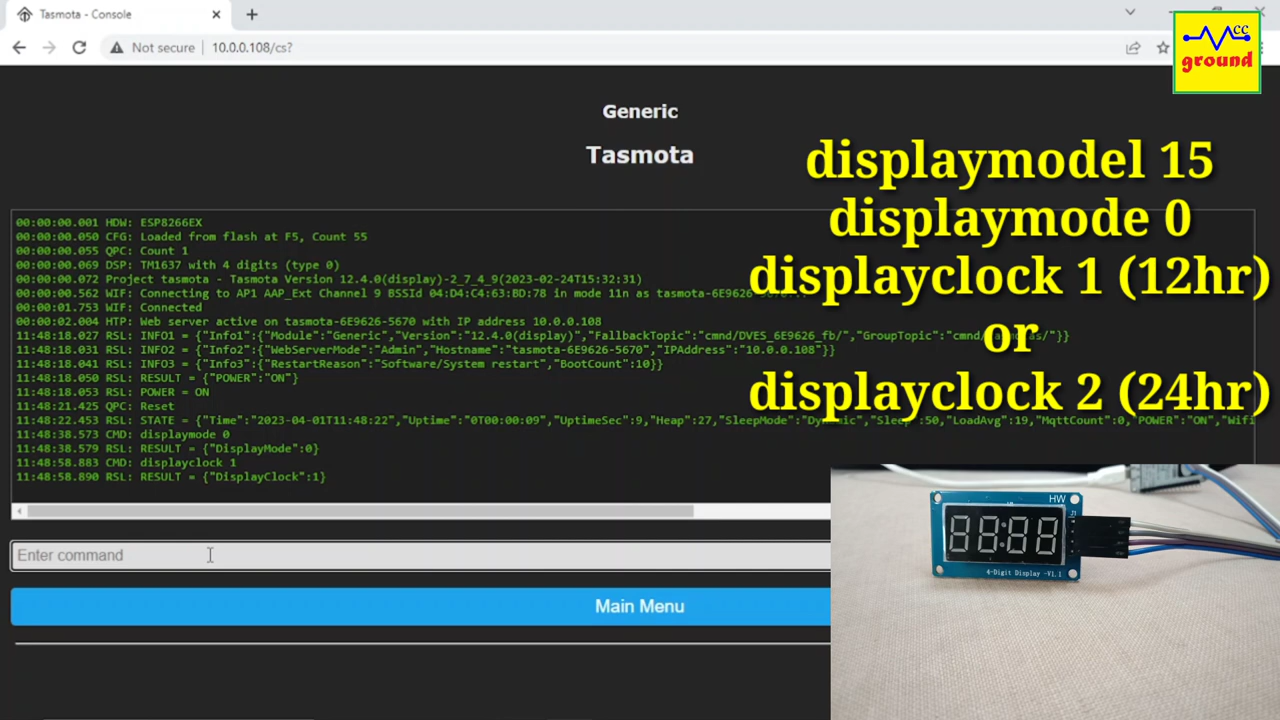 Tasmota - Console
Not secure
10.0.0.108/cs?
cc
ground
Generic
Tasmota
displaymodel 15
displaymode 0
displayclock 1 (12hr)
or
displayclock 2 (24hr)
00:00:00.001 HDW: ESP8266EX
00:00:00.050 CFG: Loaded from flash at F5, Count 55
00:00:00.055 QPC: Count 1
00:00:00.069 DSP: TM1637 with 4 digits (type 0)
00:00:00.072 Project tasmota - Tasmota Version 12.4.0(display)-2_7_4_9(2023-02-24T15:32:31)
00:00:00.562 WIF: Connecting to AP1 AAP_Ext Channel 9 BSSId 04:D4:C4:63:BD:78 in mode 11n as tasmota-6E9626-5670...
00:00:01.753 WIF: Connected
00:00:02.004 HTP: Web server active on tasmota-6E9626-5670 with IP address 10.0.0.108
11:48:18.027 RSL: INFO1 = {"Info1":{"Module":"Generic","Version":"12.4.0(display)","FallbackTopic":"cmnd/DVES_6E9626_fb/","GroupTopic":"cmnd/tasmotas/"}}
11:48:18.031 RSL: INFO2 = {"Info2":{"WebServerMode":"Admin","Hostname":"tasmota-6E9626-5670","IPAddress":"10.0.0.108"}}
11:48:18.041 RSL: INFO3 = {"Info3":{"RestartReason":"Software/System restart","BootCount":10}}
11:48:18.050 RSL: RESULT = {"POWER":"ON"}
11:48:18.053 RSL: POWER = ON
11:48:21.425 QPC: Reset
11:48:22.453 RSL: STATE = {"Time":"2023-04-01T11:48:22","Uptime":"0T00:00:09","UptimeSec":9,"Heap":27,"SleepMode":"Dynamic","Sleep":50,"LoadAvg":19,"MqttCount":0,"POWER":"ON","Wifi
11:48:38.573 CMD: displaymode 0
11:48:38.579 RSL: RESULT = {"DisplayMode":0}
11:48:58.883 CMD: displayclock 1
11:48:58.890 RSL: RESULT = {"DisplayClock":1}
Enter command
Main Menu
HW
4-Digit Display -V1.1